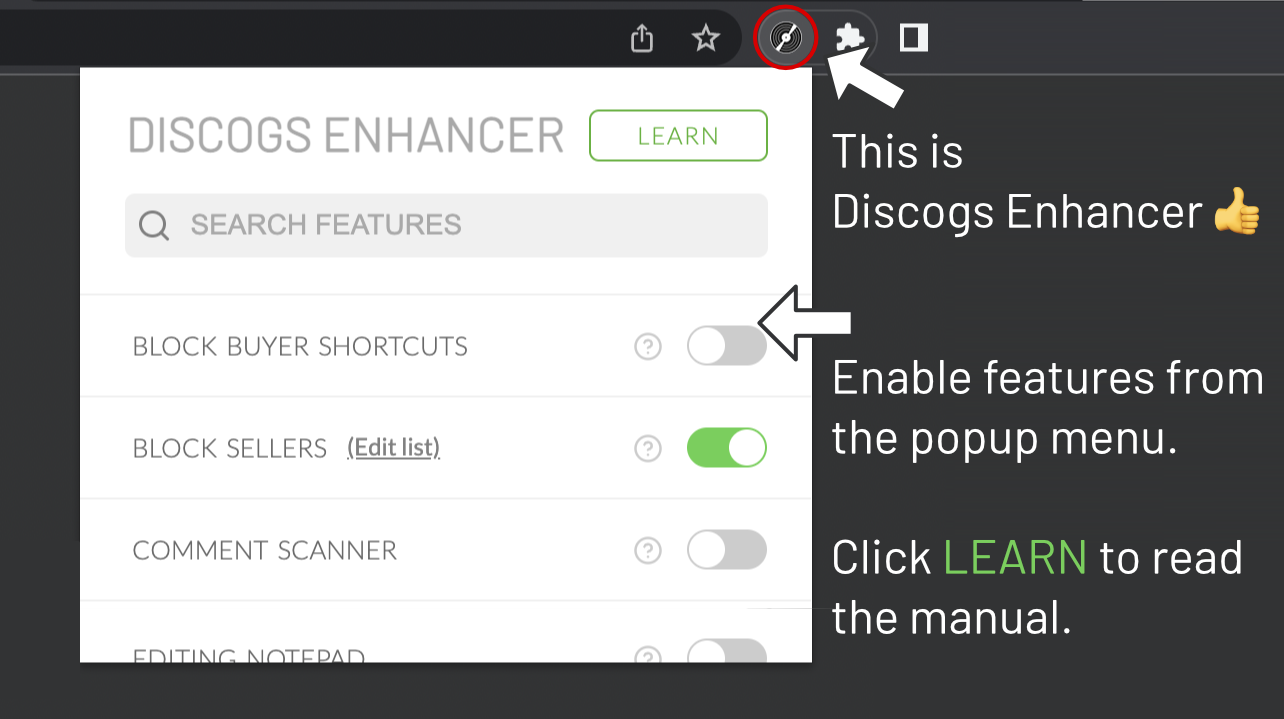 DISCOGS ENHANCER
LEARN
SEARCH FEATURES
BLOCK BUYER SHORTCUTS
?
BLOCK SELLERS (Edit list)
?
COMMENT SCANNER
?
EDITING NOTEPAD
?
This is
Discogs Enhancer 👍
Enable features from
the popup menu.
Click LEARN to read
the manual.